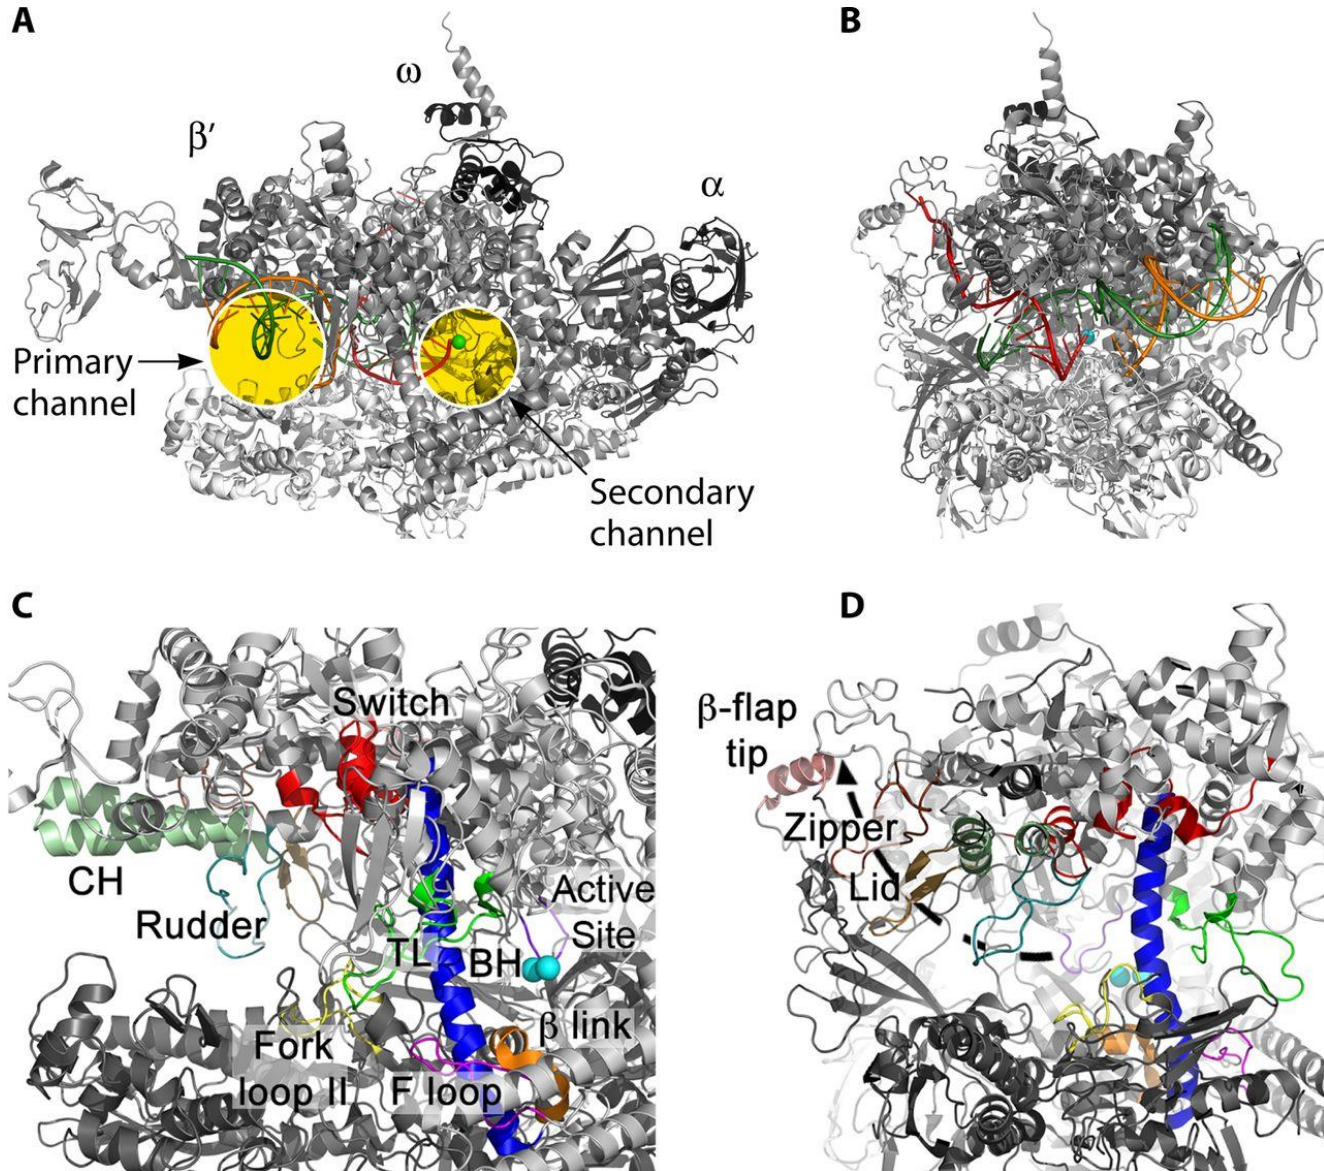 A
B
ω
β’
α
Primary
channel
Secondary
channel
C
D
Switch
β-flap
tip
Zipper
CH
Active
Lid
Rudder
Site
TL
BH
β link
Fork
loop II
F loop